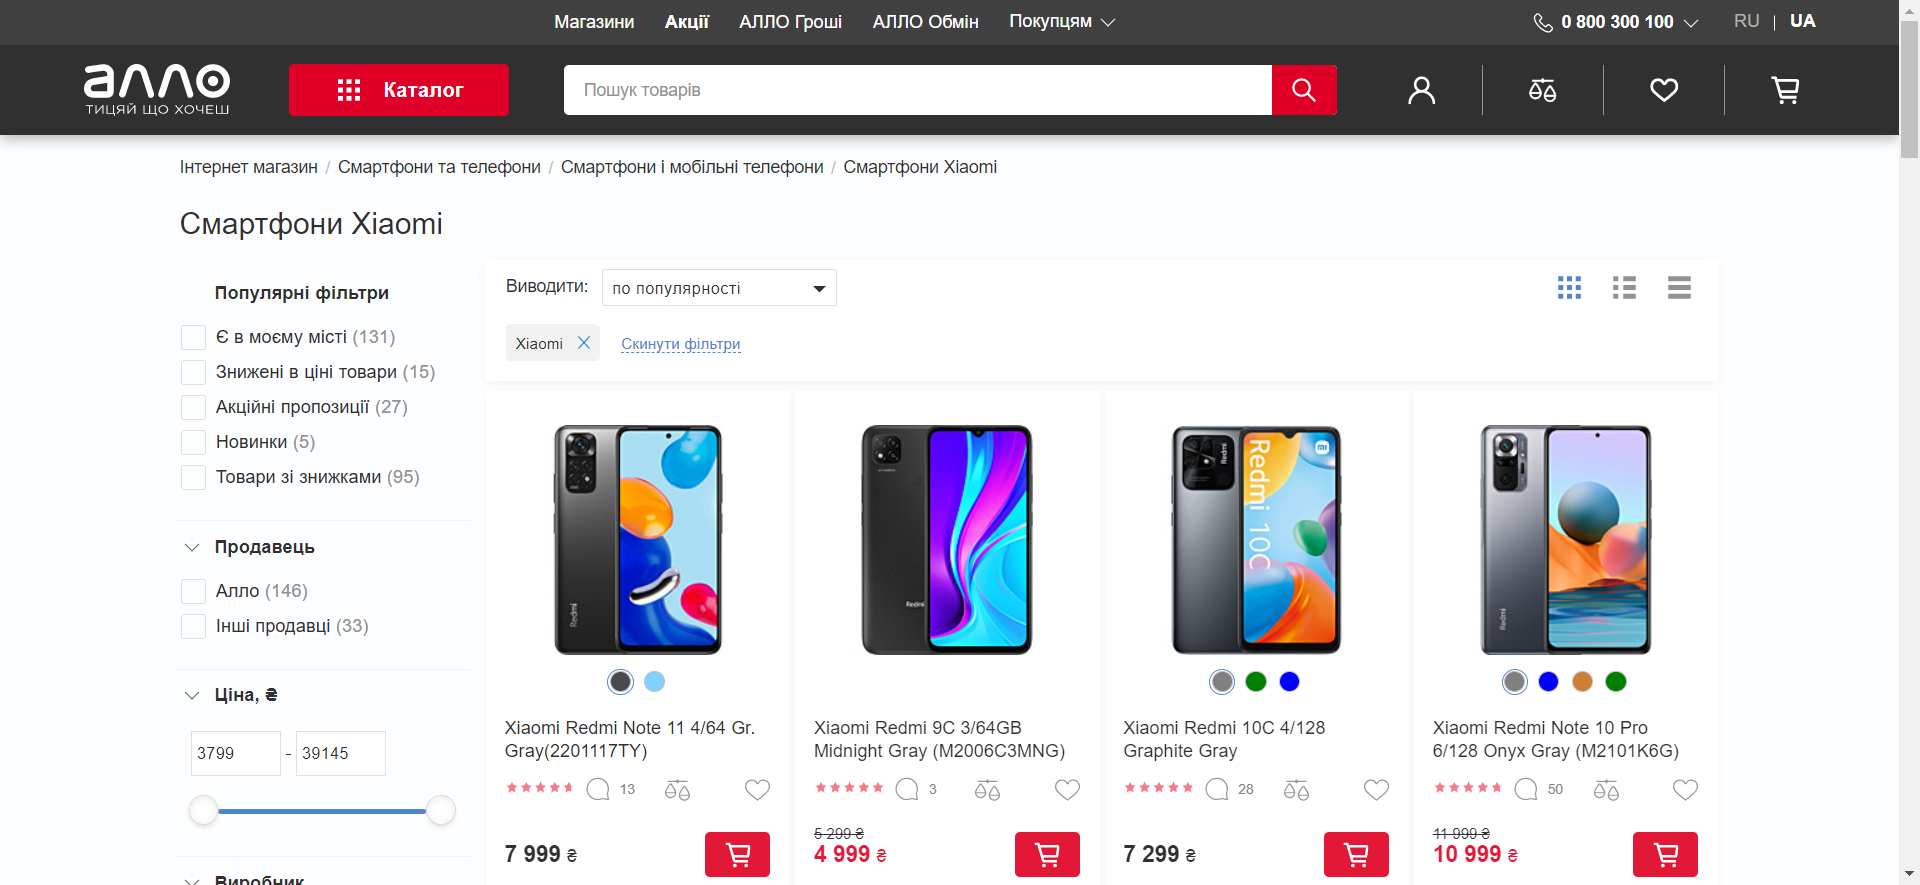 Магазини Акції АЛЛО Гроші АЛЛО Обмін Покупцям 0 800 300 100 RU | UA
алло
ТИЦЯЙ ЩО ХОЧЕШ
Каталог
Пошук товарів
Інтернет магазин / Смартфони та телефони / Смартфони і мобільні телефони / Смартфони Xiaomi
Смартфони Xiaomi
Популярні фільтри
Є в моєму місті (131)
Знижені в ціні товари (15)
Акційні пропозиції (27)
Новинки (5)
Товари зі знижками (95)
Продавець
Алло (146)
Інші продавці (33)
Ціна, ₴
3799 - 39145
Виробник
Виводити: по популярності
Xiaomi Скинути фільтри
Redmi
Xiaomi Redmi Note 11 4/64 Gr.
Gray(2201117TY)
13
7 999 ₴
Redmi
Xiaomi Redmi 9C 3/64GB
Midnight Gray (M2006C3MNG)
3
5 299 ₴
4 999 ₴
Redmi
Redmi 10C
Xiaomi Redmi 10C 4/128
Graphite Gray
28
7 299 ₴
Redmi
Xiaomi Redmi Note 10 Pro
6/128 Onyx Gray (M2101K6G)
50
11 999 ₴
10 999 ₴